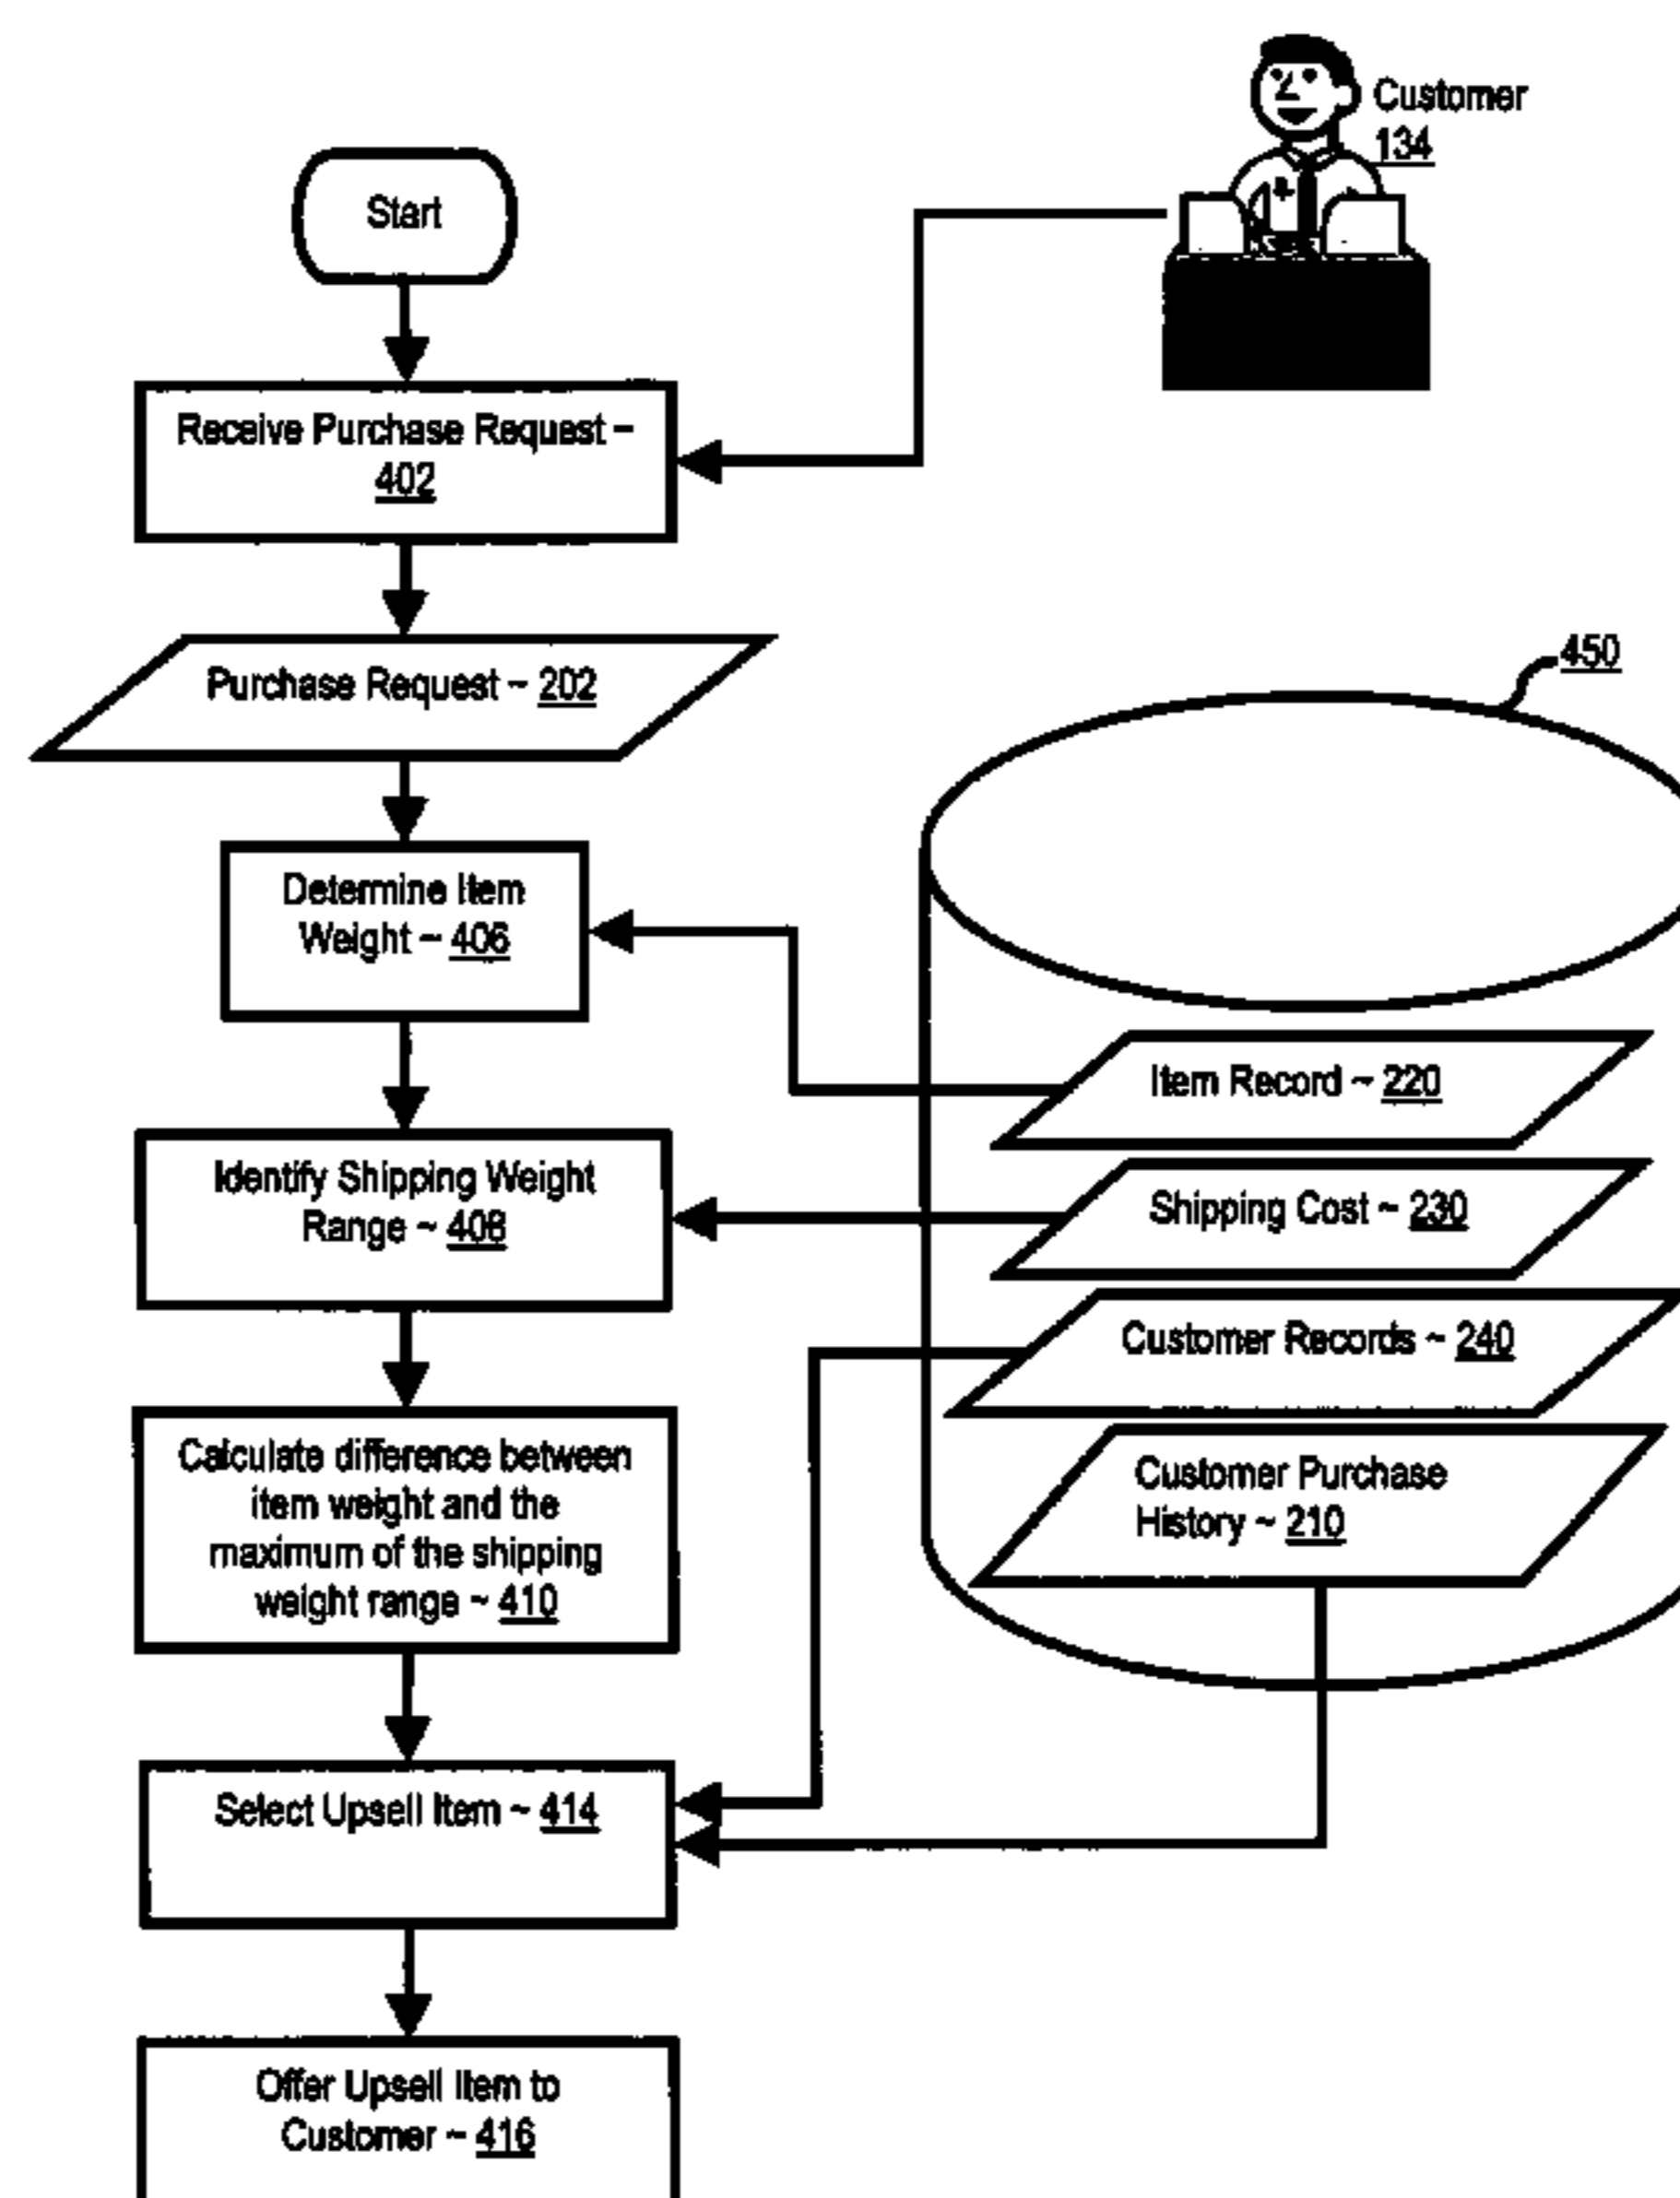 Customer
134
Start
Receive Purchase Request ~
402
Purchase Request ~ 202
450
Determine Item
Weight ~ 406
Item Record ~ 220
Identify Shipping Weight
Range ~ 408
Shipping Cost ~ 230
Customer Records ~ 240
Calculate difference between
item weight and the
maximum of the shipping
weight range ~ 410
Customer Purchase
History ~ 210
Select Upsell Item ~ 414
Offer Upsell Item to
Customer ~ 416